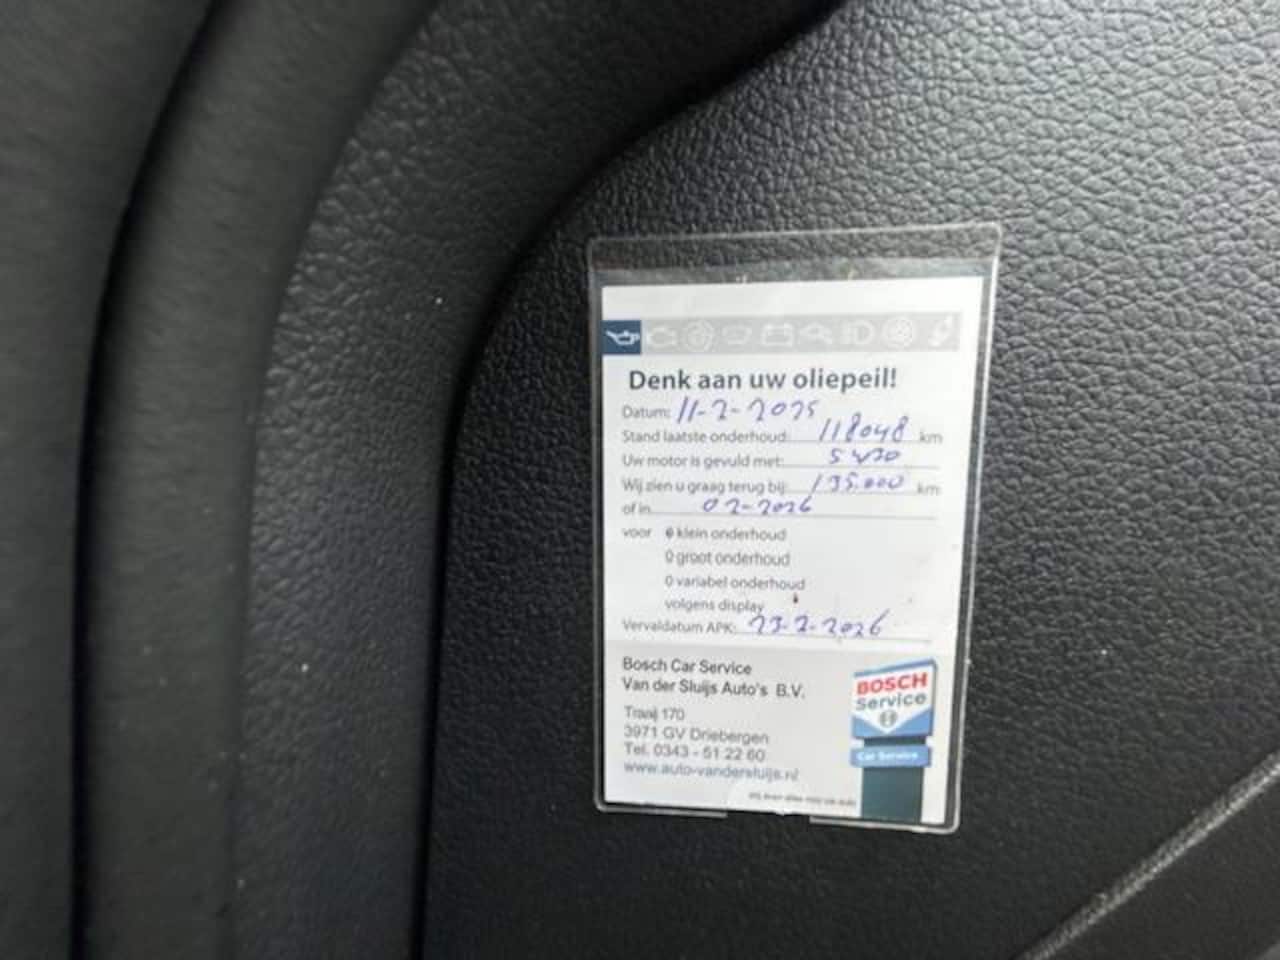 Denk aan uw oliepeil!
Datum: 11-2-2025
Stand laatste onderhoud: 118048 km
Uw motor is gevuld met: 5W30
Wij zien u graag terug bij: 135.000 km
of in 02-2026
voor 0 klein onderhoud
0 groot onderhoud
0 variabel onderhoud
volgens display
Vervaldatum APK: 23-2-2026
Bosch Car Service
Van der Sluijs Auto's B.V.
Traaij 170
3971 GV Driebergen
Tel. 0343 - 51 22 60
www.auto-vandersluijs.nl
BOSCH
Service
Car Service